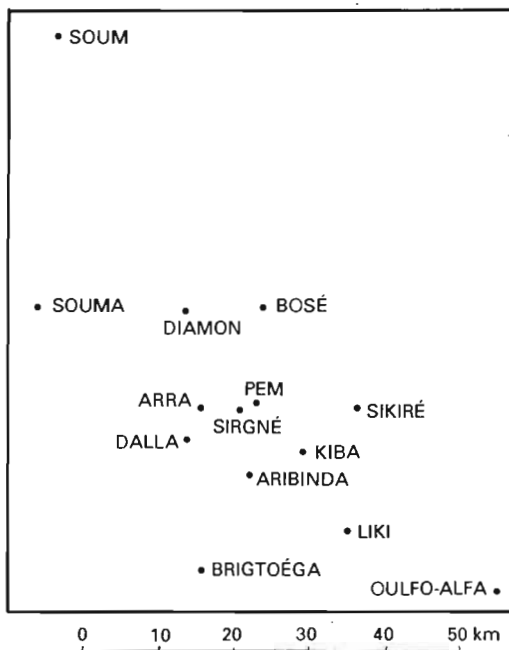 SOUM
SOUMA
BOSÉ
DIAMON
PEM
ARRA
SIKIRÉ
SIRGNÉ
DALLA
KIBA
ARIBINDA
LIKI
BRIGTOÉGA
OULFO-ALFA
0 10 20 30 40 50 km